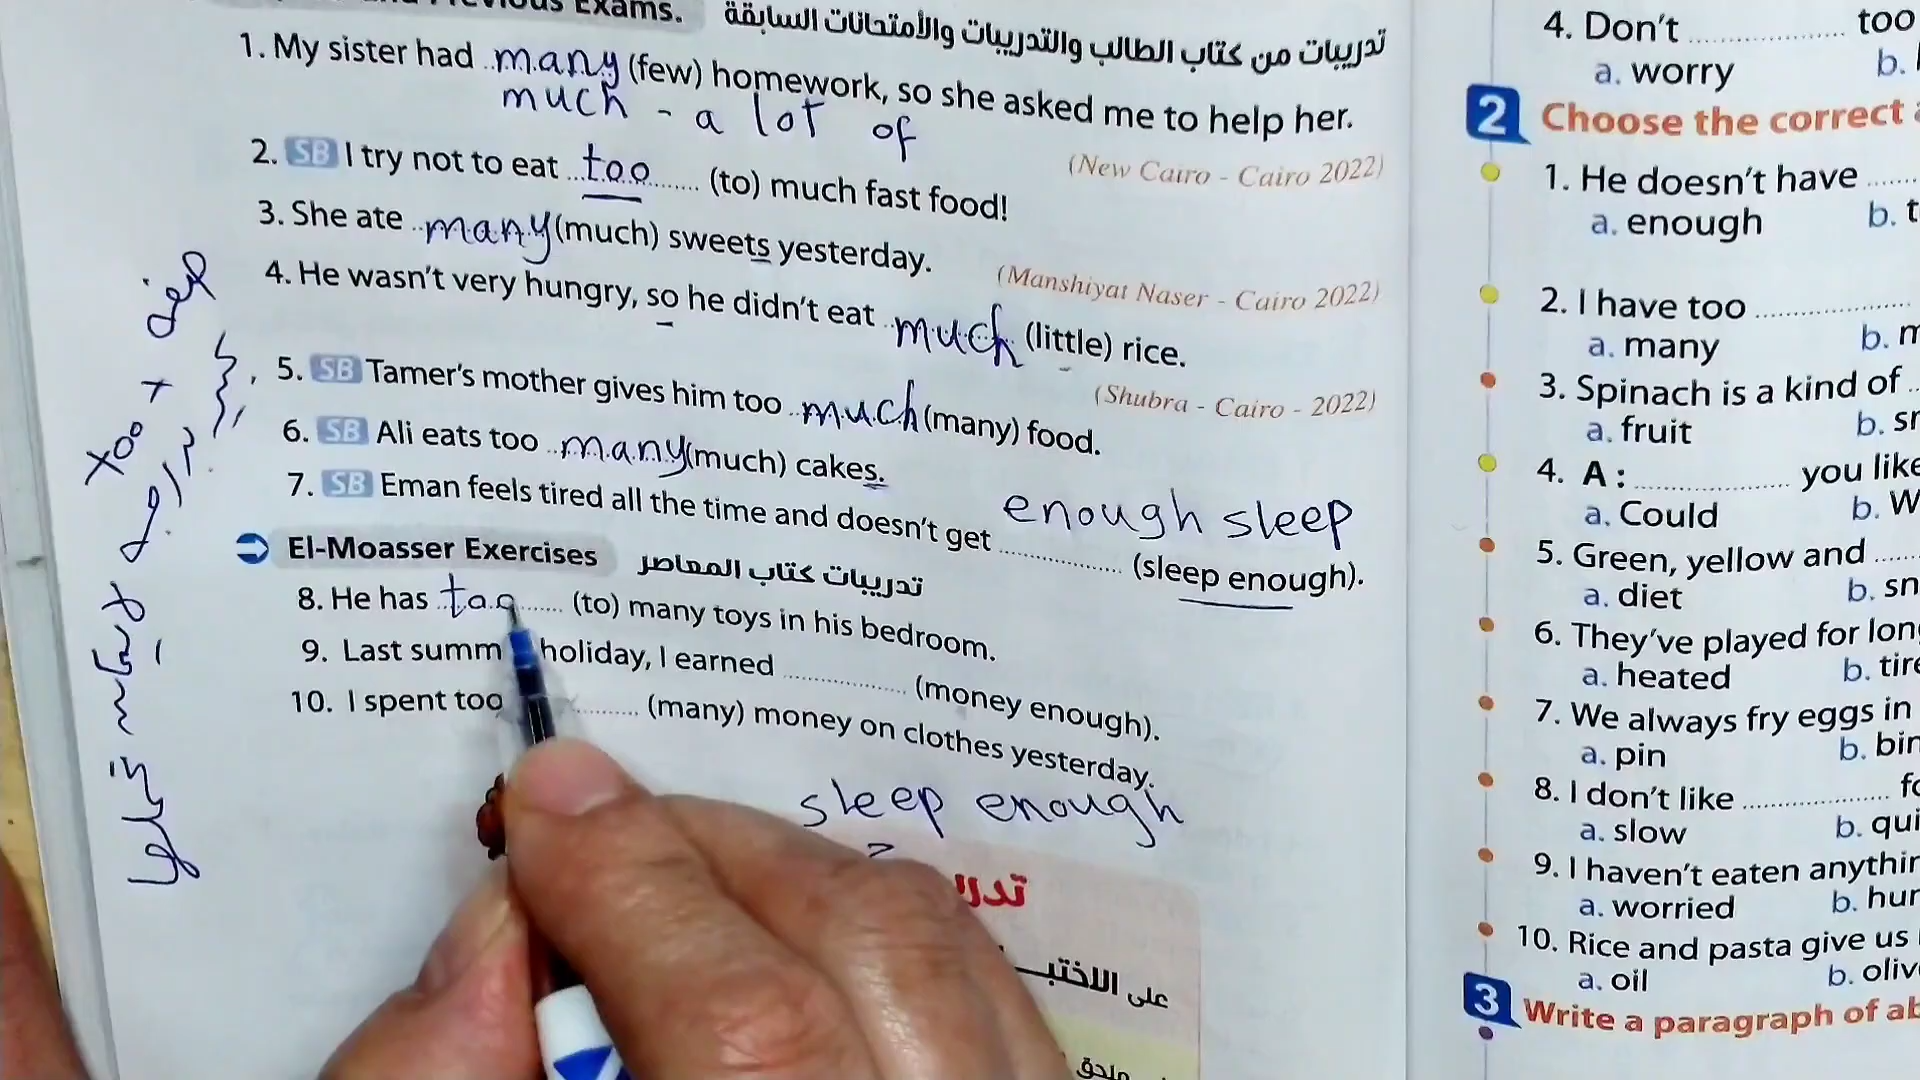 Exams.
تدريبات من كتاب الطالب والتدريبات والأمتحانات السابقة
1. My sister had many (few) homework, so she asked me to help her.
much - a lot of
(New Cairo - Cairo 2022)
2. SB I try not to eat too (to) much fast food!
3. She ate many (much) sweets yesterday.
(Manshiyat Naser - Cairo 2022)
4. He wasn't very hungry, so he didn't eat much (little) rice.
(Shubra - Cairo - 2022)
5. SB Tamer's mother gives him too much (many) food.
6. SB Ali eats too many (much) cakes.
7. SB Eman feels tired all the time and doesn't get enough sleep (sleep enough).
El-Moasser Exercises تدريبات كتاب المعاصر
8. He has too (to) many toys in his bedroom.
9. Last summ holiday, I earned .......... (money enough).
10. I spent too .......... (many) money on clothes yesterday.
sleep enough
too +
على
ملحق
4. Don't .......... too
a. worry b.
2 Choose the correct
1. He doesn't have ..........
a. enough b.
2. I have too ..........
a. many b.
3. Spinach is a kind of
a. fruit b.
4. A: .......... you like
a. Could b.
5. Green, yellow and
a. diet b.
6. They've played for
a. heated b.
7. We always fry eggs in
a. pin b.
8. I don't like ..........
a. slow b.
9. I haven't eaten
a. worried b.
10. Rice and pasta give us
a. oil b.
3 Write a paragraph of